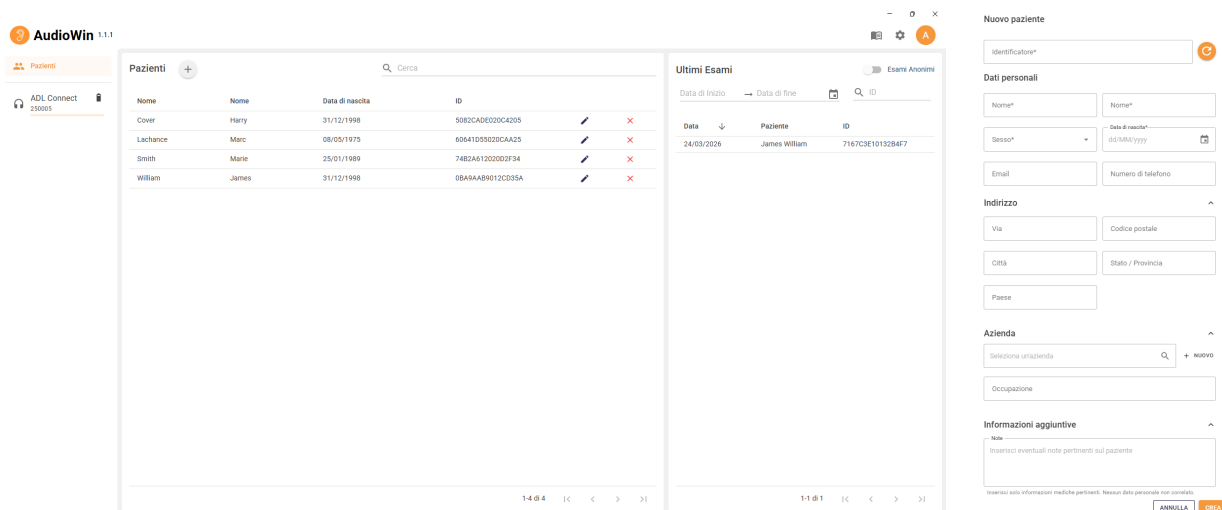 AudioWin 1.1.1
A
Pazienti
ADL Connect
250005
Pazienti
Cerca
Nome Nome Data di nascita ID
Cover Harry 31/12/1998 5082CADE020C4205
Lachance Marc 08/05/1975 60641D55020CAA25
Smith Marie 25/01/1989 74B2A612020D2F34
William James 31/12/1998 0BA9AAB9012CD35A
1-4 di 4
Ultimi Esami
Esami Anonimi
Data di Inizio → Data di fine
ID
Data Paziente ID
24/03/2026 James William 7167C3E10132B4F7
1-1 di 1
Nuovo paziente
Identificatore*
Dati personali
Nome* Nome*
Sesso*
Data di nascita*
dd/MM/yyyy
Email Numero di telefono
Indirizzo
Via Codice postale
Città Stato / Provincia
Paese
Azienda
Seleziona un'azienda
+ NUOVO
Occupazione
Informazioni aggiuntive
Note
Inserisci eventuali note pertinenti sul paziente
Inserisci solo informazioni mediche pertinenti. Nessun dato personale non correlato.
ANNULLA CREA